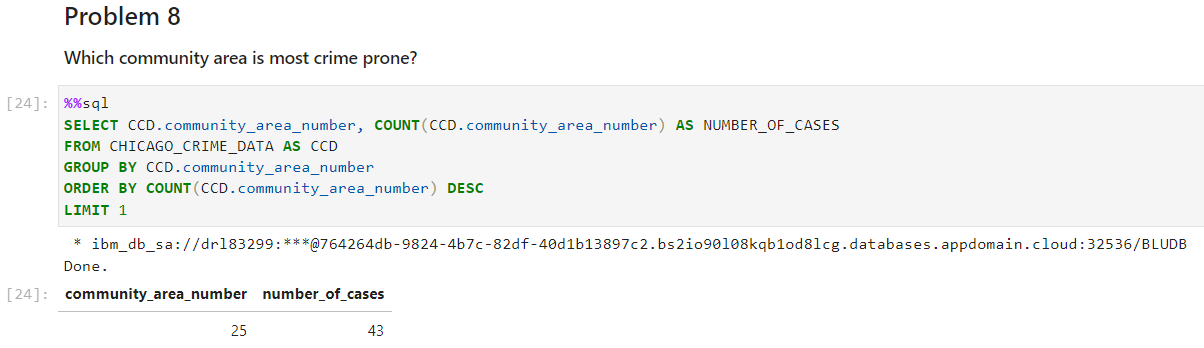 Problem 8
Which community area is most crime prone?
[24]: %%sql
SELECT CCD.community_area_number, COUNT(CCD.community_area_number) AS NUMBER_OF_CASES
FROM CHICAGO_CRIME_DATA AS CCD
GROUP BY CCD.community_area_number
ORDER BY COUNT(CCD.community_area_number) DESC
LIMIT 1
* ibm_db_sa://drl83299:***@764264db-9824-4b7c-82df-40d1b13897c2.bs2io90l08kqb1od8lcg.databases.appdomain.cloud:32536/BLUDB
Done.
[24]: community_area_number number_of_cases
25 43